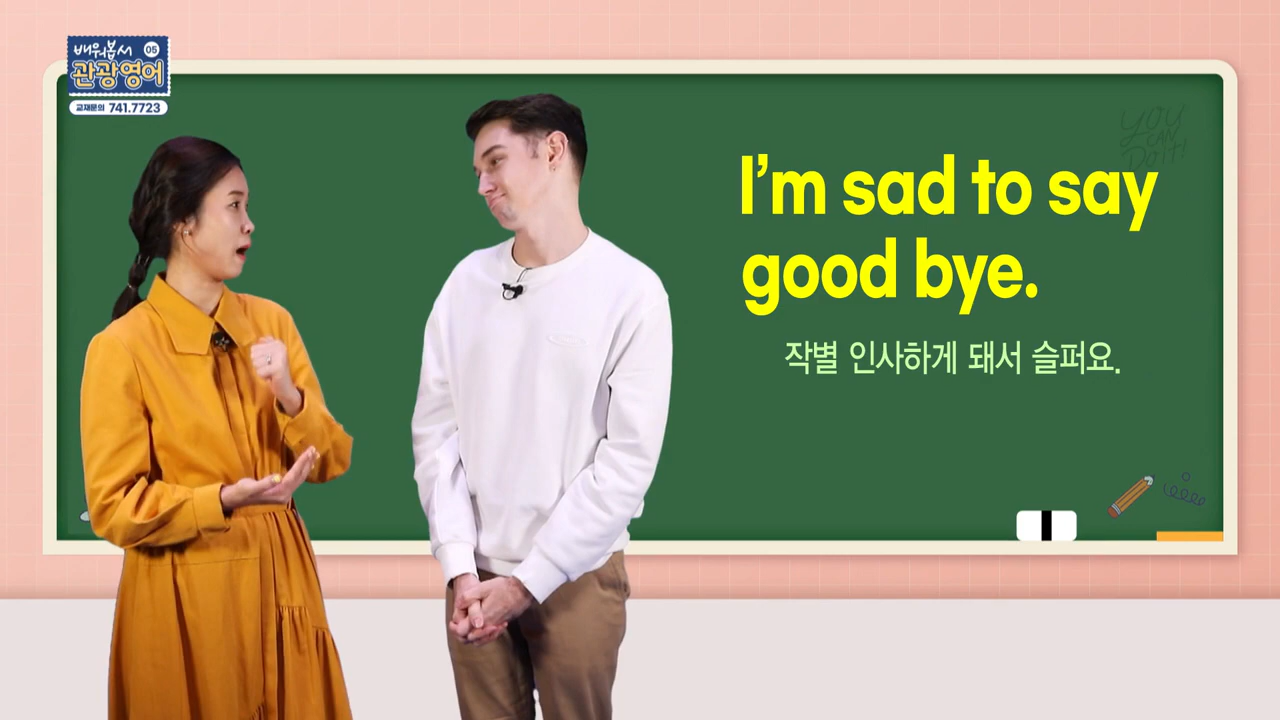 배워봅서 05
관광영어
교재문의 741.7723
YOU
CAN
DO IT!
I'm sad to say
good bye.
작별 인사하게 돼서 슬퍼요.